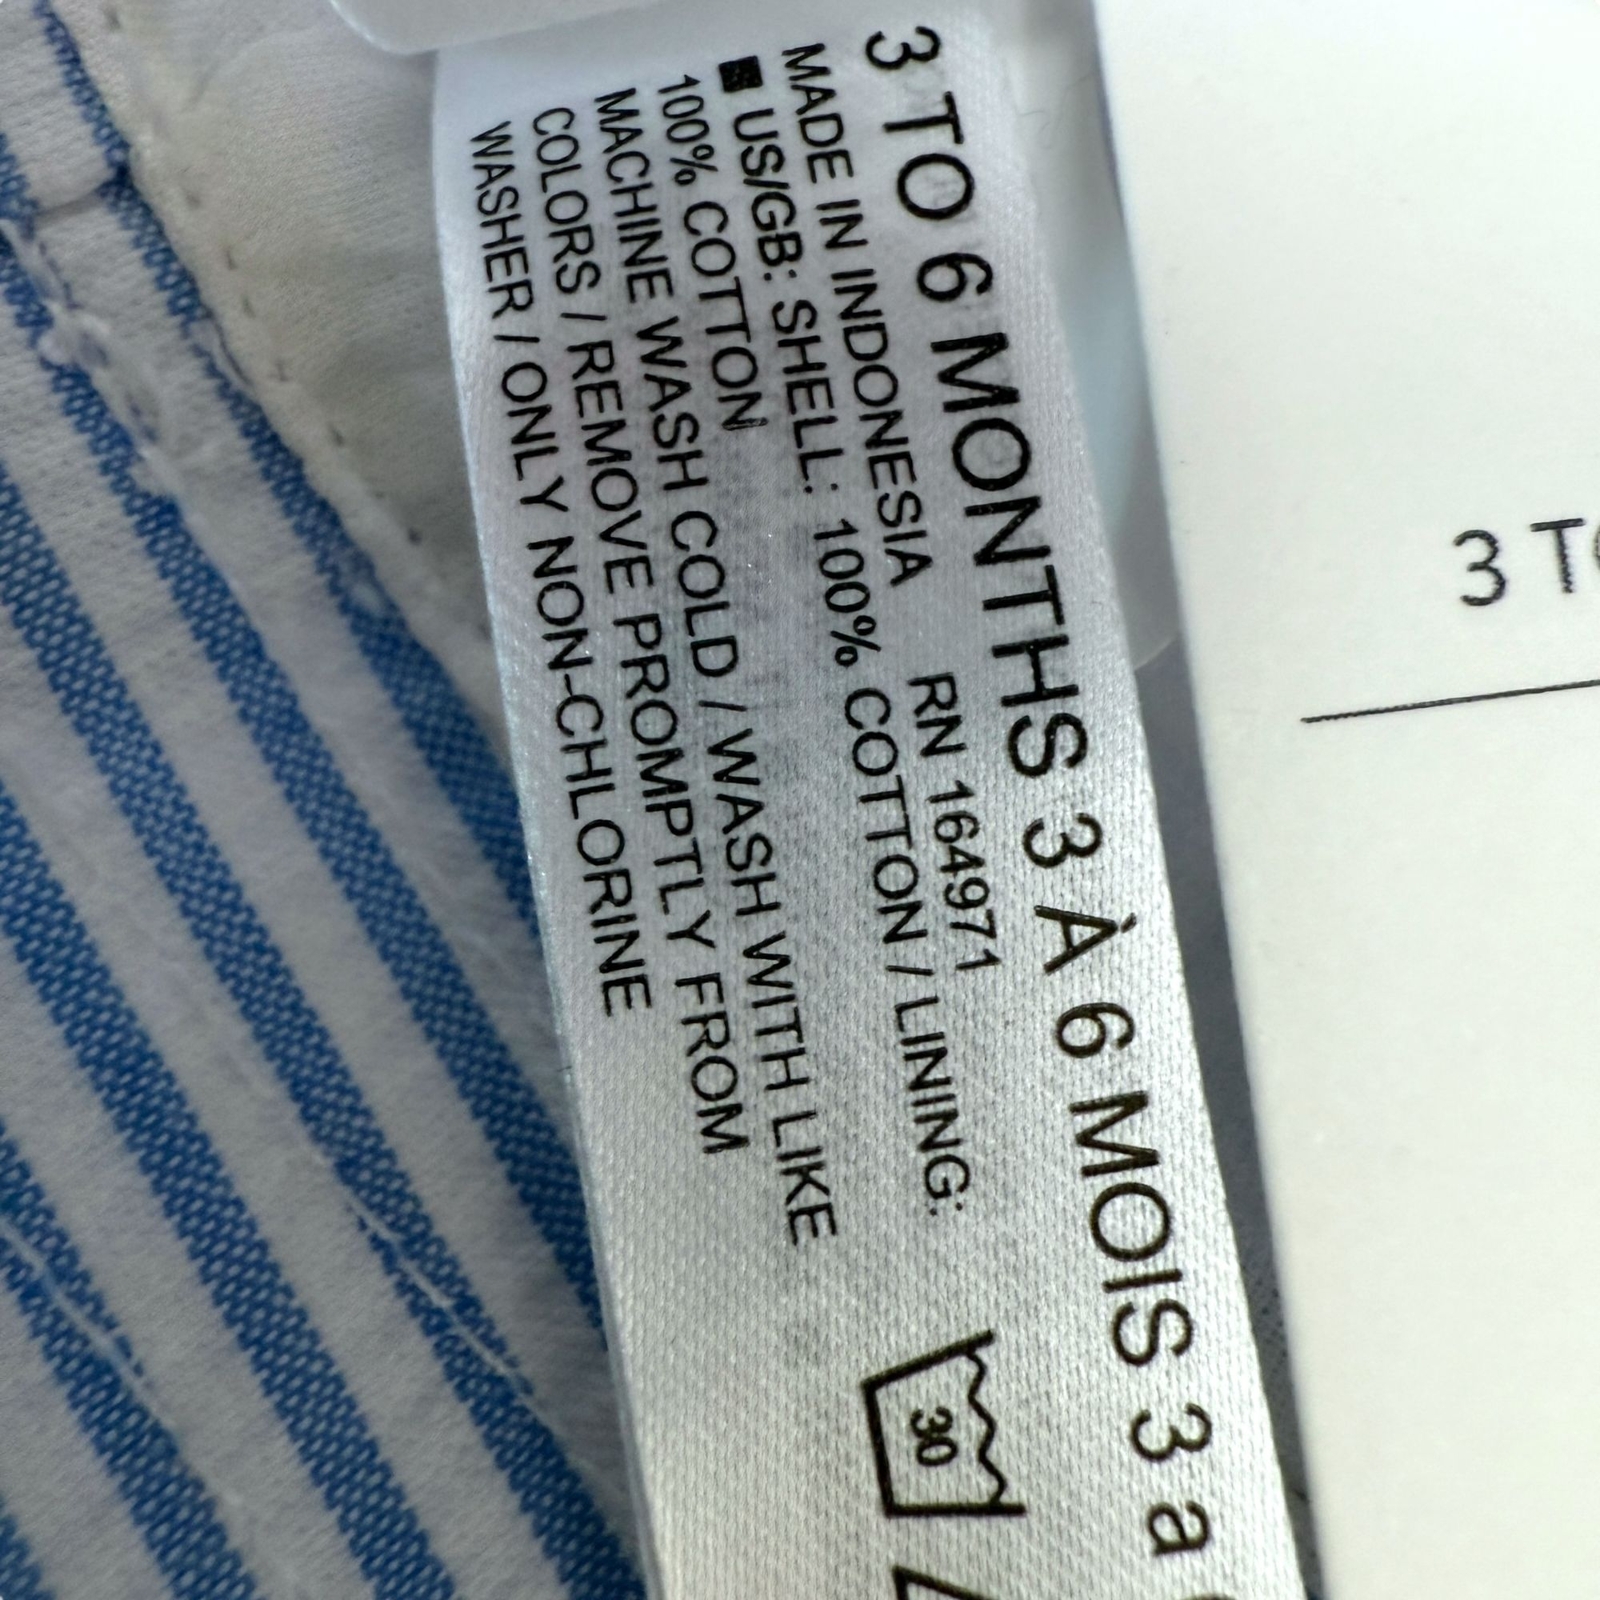 3 TO 6 MONTHS 3 À 6 MOIS 3 a
MADE IN INDONESIA RN 164971
■ US/GB: SHELL: 100% COTTON / LINING:
100% COTTON
MACHINE WASH COLD / WASH WITH LIKE
COLORS / REMOVE PROMPTLY FROM
WASHER / ONLY NON-CHLORINE
30
3 TO